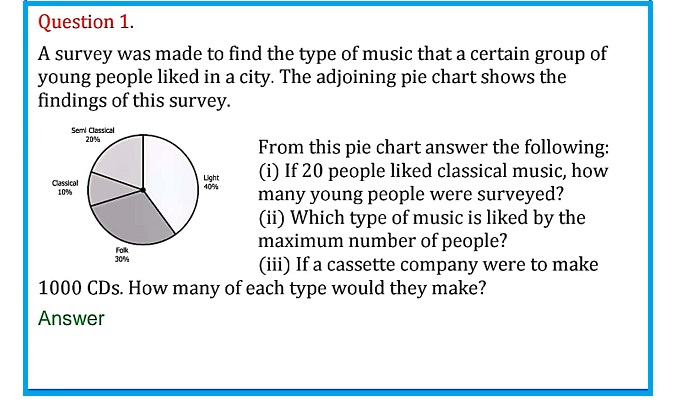 Question 1.
A survey was made to find the type of music that a certain group of
young people liked in a city. The adjoining pie chart shows the
findings of this survey.
Semi Classical
20%
Classical
10%
Light
40%
Folk
30%
From this pie chart answer the following:
(i) If 20 people liked classical music, how
many young people were surveyed?
(ii) Which type of music is liked by the
maximum number of people?
(iii) If a cassette company were to make
1000 CDs. How many of each type would they make?
Answer